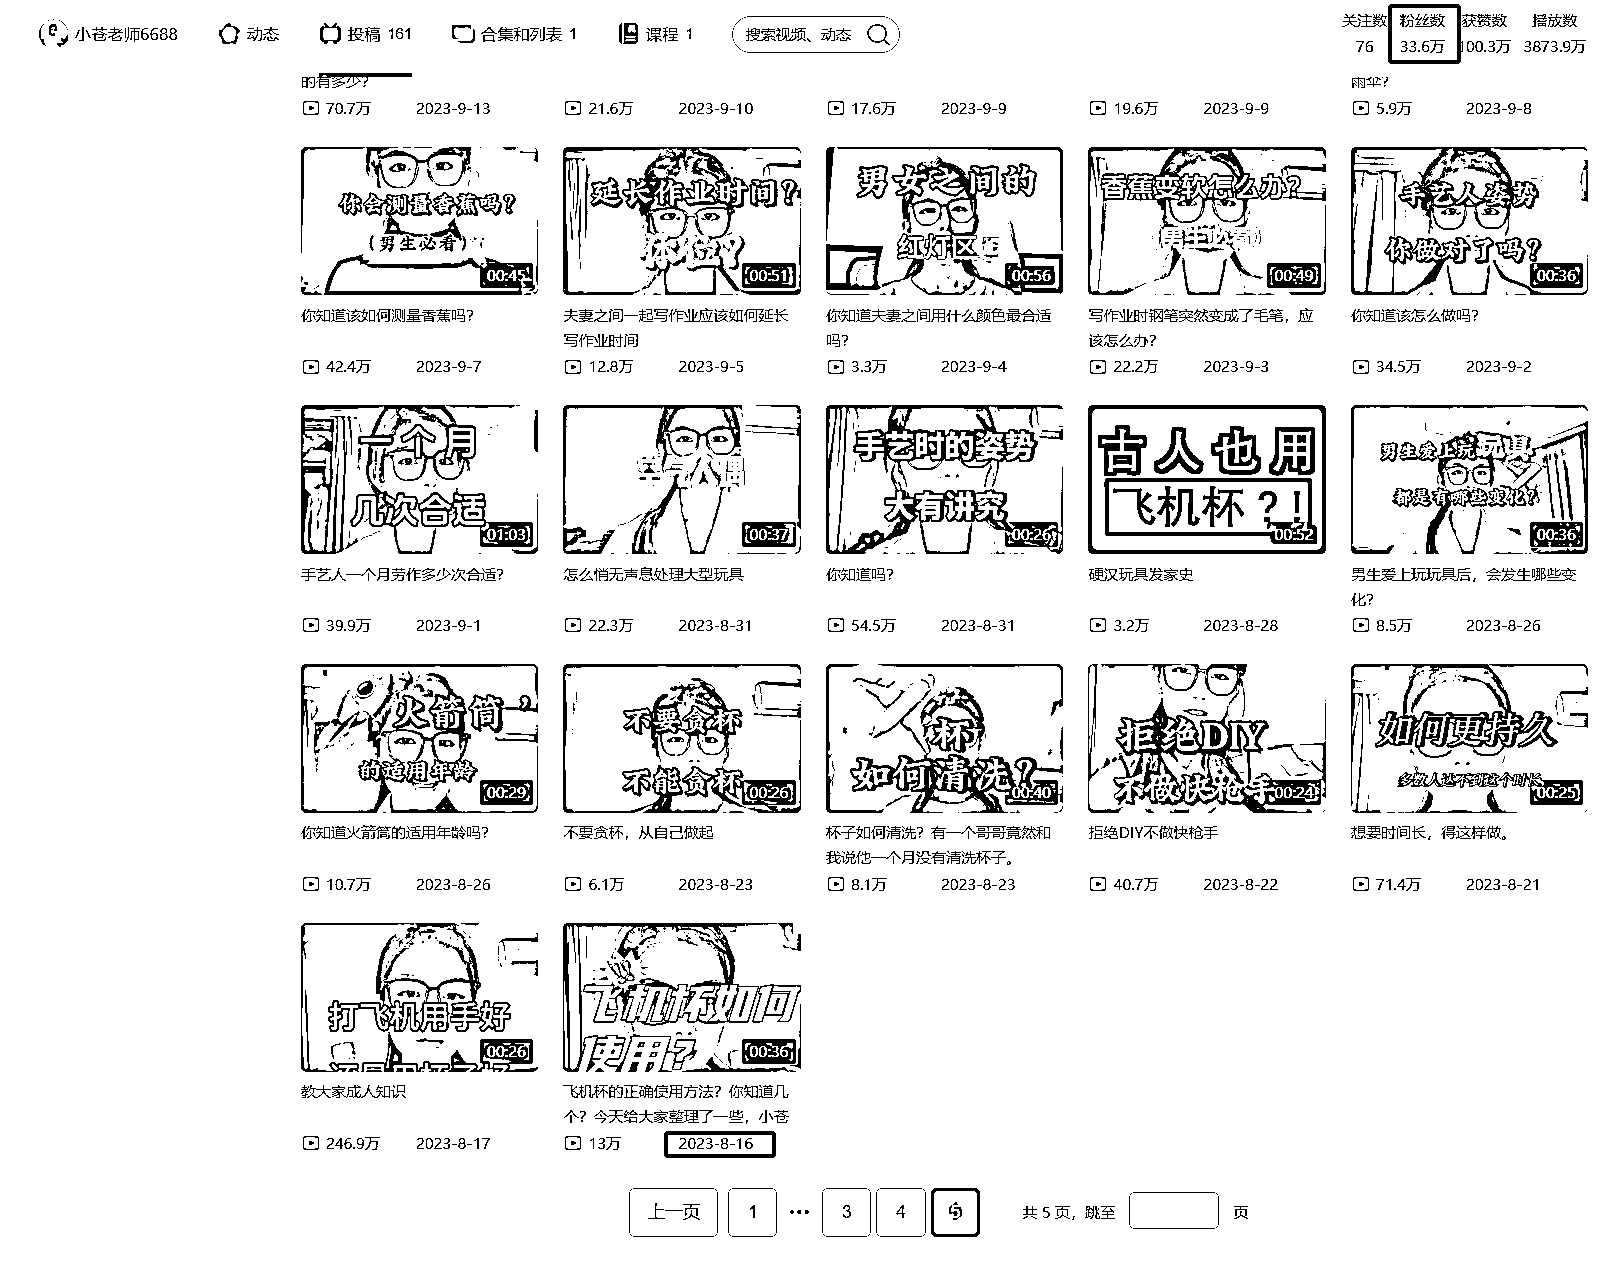 小苍老师6688 动态 投稿 161 合集和列表 1 课程 1 搜索视频、动态 关注数 粉丝数 获赞数 播放数
76 33.6万 100.3万 3873.9万
的有多少? 雨伞?
70.7万 2023-9-13 21.6万 2023-9-10 17.6万 2023-9-9 19.6万 2023-9-9 5.9万 2023-9-8
你会测量香蕉吗?
(男生必看)
00:45
延长作业时间?
00:51
男女之间的
红灯区
00:56
香蕉变软怎么办?
(男生必看)
00:49
手艺人姿势
你做对了吗?
00:36
你知道该如何测量香蕉吗?
42.4万 2023-9-7
夫妻之间一起写作业应该如何延长
写作业时间
12.8万 2023-9-5
你知道夫妻之间用什么颜色最合适
吗?
3.3万 2023-9-4
写作业时钢笔突然变成了毛笔，应
该怎么办?
22.2万 2023-9-3
你知道该怎么做吗?
34.5万 2023-9-2
一个月
几次合适
01:03
00:37
手艺时的姿势
大有讲究
00:26
古人也用
飞机杯?!
00:52
男生爱上玩玩具
都是有哪些变化?
00:36
手艺人一个月劳作多少次合适?
39.9万 2023-9-1
怎么悄无声息处理大型玩具
22.3万 2023-8-31
你知道吗?
54.5万 2023-8-31
硬汉玩具发家史
3.2万 2023-8-28
男生爱上玩玩具后，会发生哪些变
化?
8.5万 2023-8-26
火箭筒，
的适用年龄
00:29
不要贪杯
不能贪杯
00:26
杯
如何清洗?
00:40
拒绝DIY
不做快枪手
00:24
如何更持久
多数人达不到这个时长
00:25
你知道火箭筒的适用年龄吗?
10.7万 2023-8-26
不要贪杯，从自己做起
6.1万 2023-8-23
杯子如何清洗? 有一个哥哥竟然和
我说他一个月没有清洗杯子。
8.1万 2023-8-23
拒绝DIY不做快枪手
40.7万 2023-8-22
想要时间长，得这样做。
71.4万 2023-8-21
打飞机用手好
00:26
飞机杯如何
使用?
00:36
教大家成人知识
246.9万 2023-8-17
飞机杯的正确使用方法? 你知道几
个? 今天给大家整理了一些，小苍
13万 2023-8-16
上一页 1 ••• 3 4 5 共 5 页，跳至 页